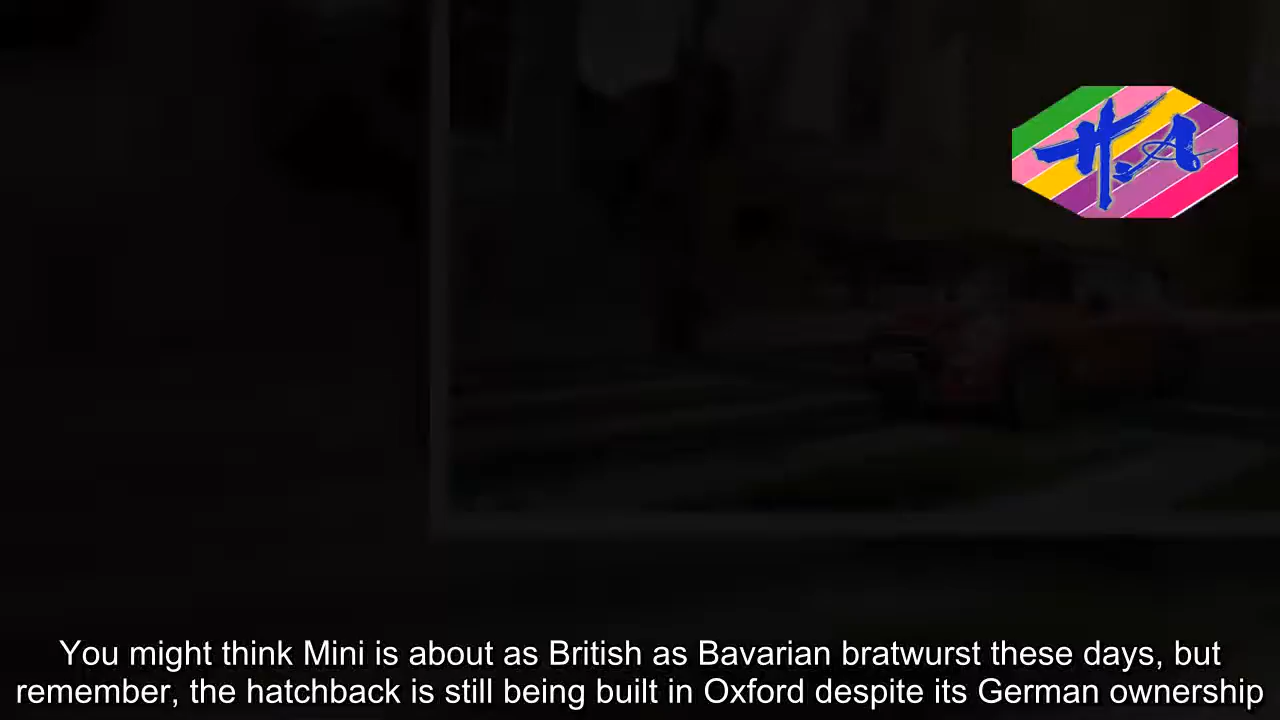 H.A
You might think Mini is about as British as Bavarian bratwurst these days, but
remember, the hatchback is still being built in Oxford despite its German ownership